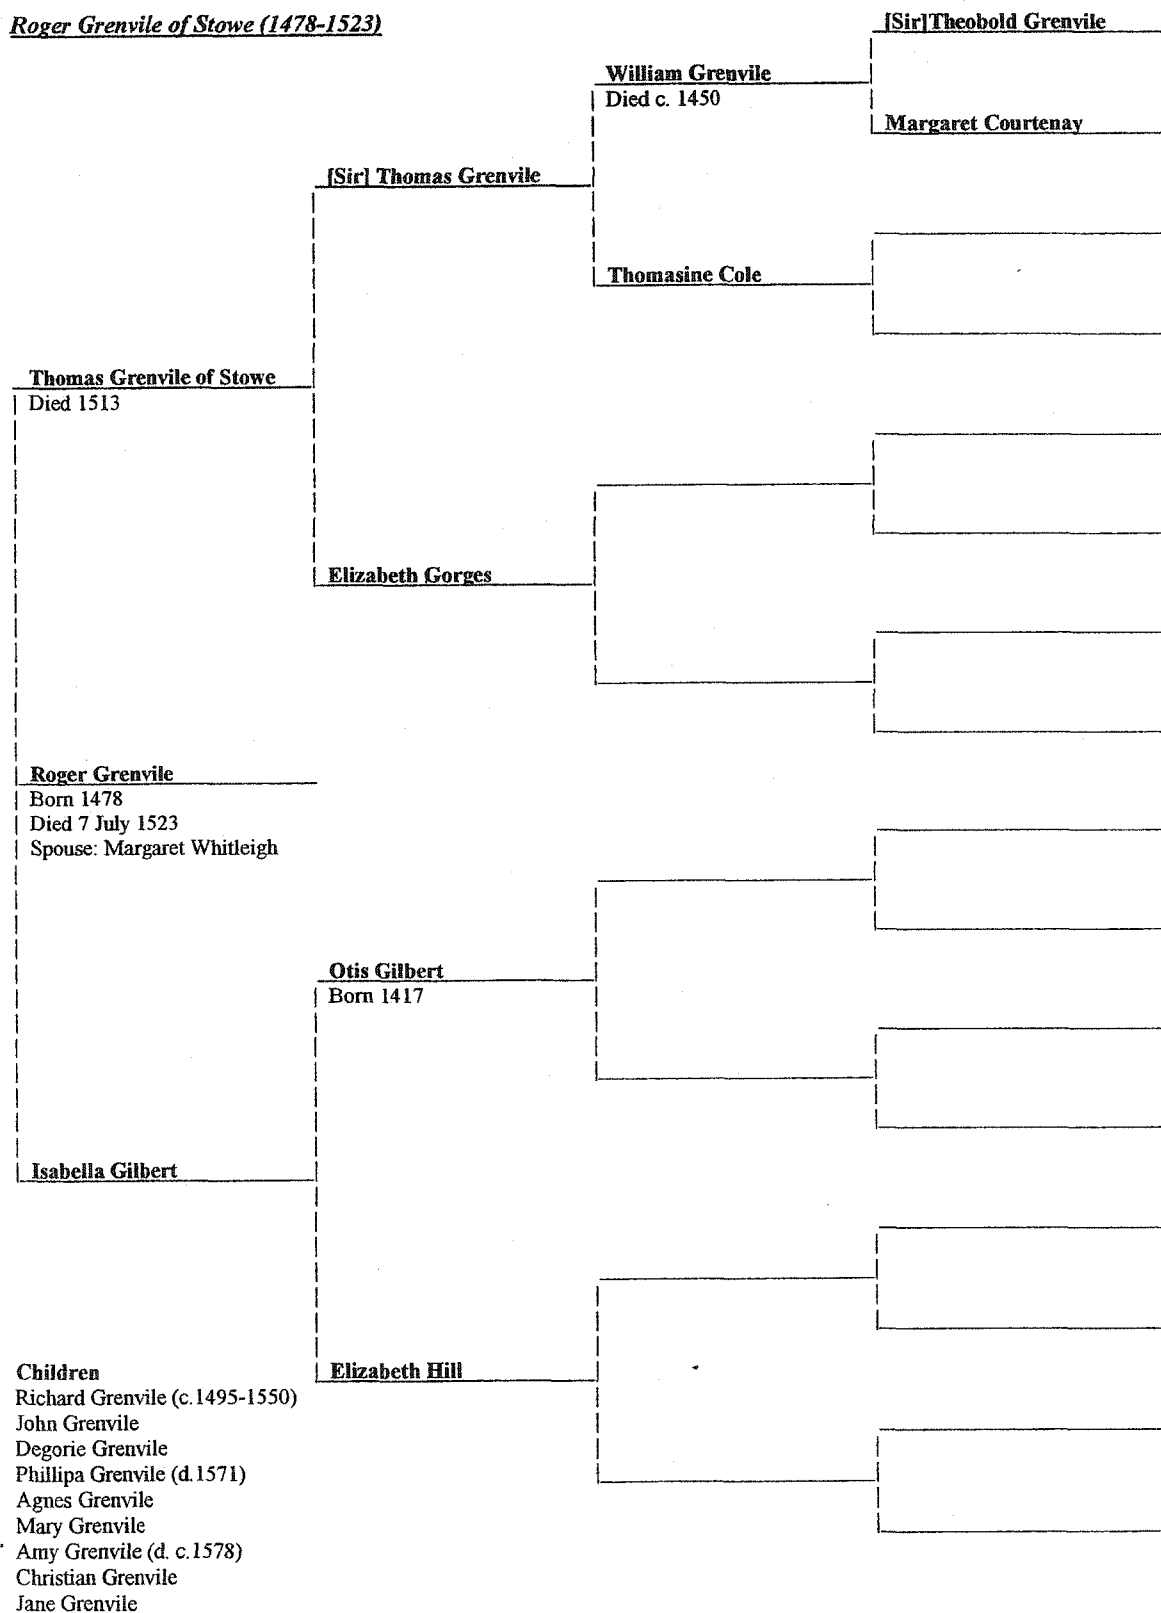 Roger Grenvile of Stowe (1478-1523)
[Sir]Theobold Grenvile
William Grenvile
Died c. 1450
Margaret Courtenay
[Sir] Thomas Grenvile
Thomasine Cole
Thomas Grenvile of Stowe
Died 1513
Elizabeth Gorges
Roger Grenvile
Born 1478
Died 7 July 1523
Spouse: Margaret Whitleigh
Otis Gilbert
Born 1417
Isabella Gilbert
Elizabeth Hill
Children
Richard Grenvile (c.1495-1550)
John Grenvile
Degorie Grenvile
Phillipa Grenvile (d.1571)
Agnes Grenvile
Mary Grenvile
Amy Grenvile (d. c.1578)
Christian Grenvile
Jane Grenvile